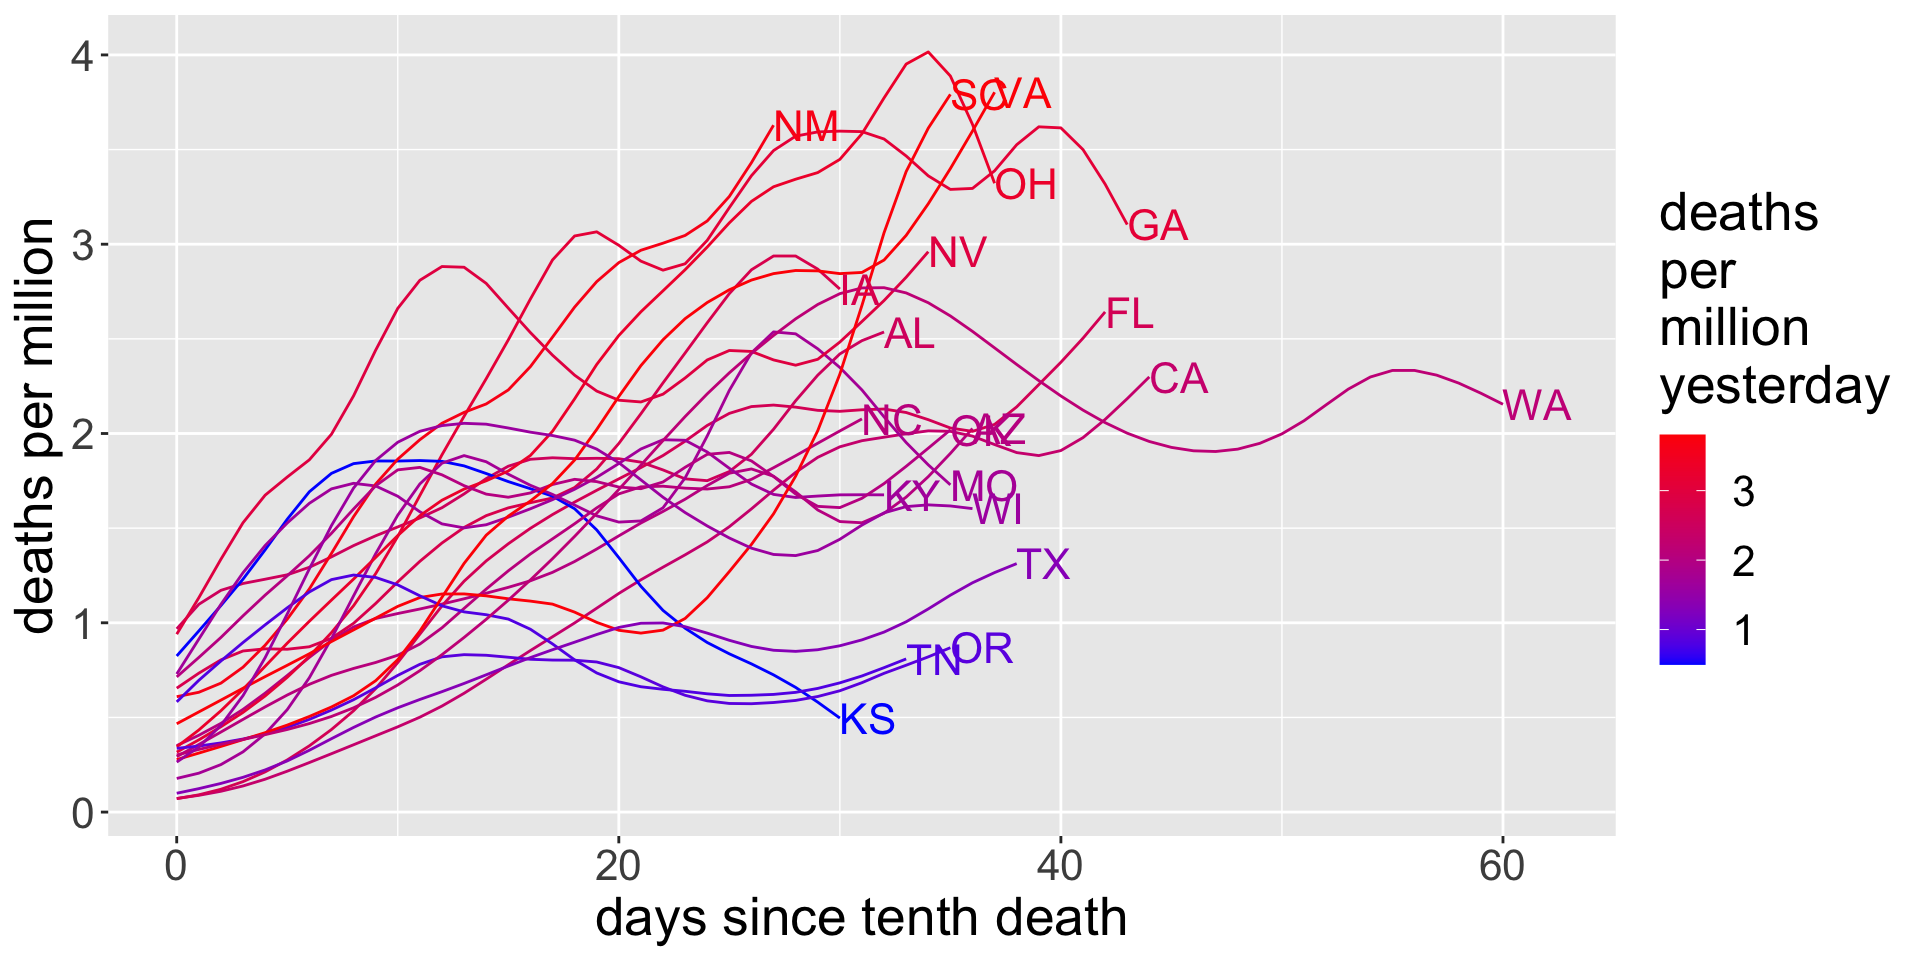 4
3
2
1
0
deaths per million
0
20
40
60
days since tenth death
NM
SC
VA
OH
GA
NV
IA
FL
AL
CA
WA
NC
OK
AZ
MO
KY
WI
TX
OR
TN
KS
deaths
per
million
yesterday
3
2
1